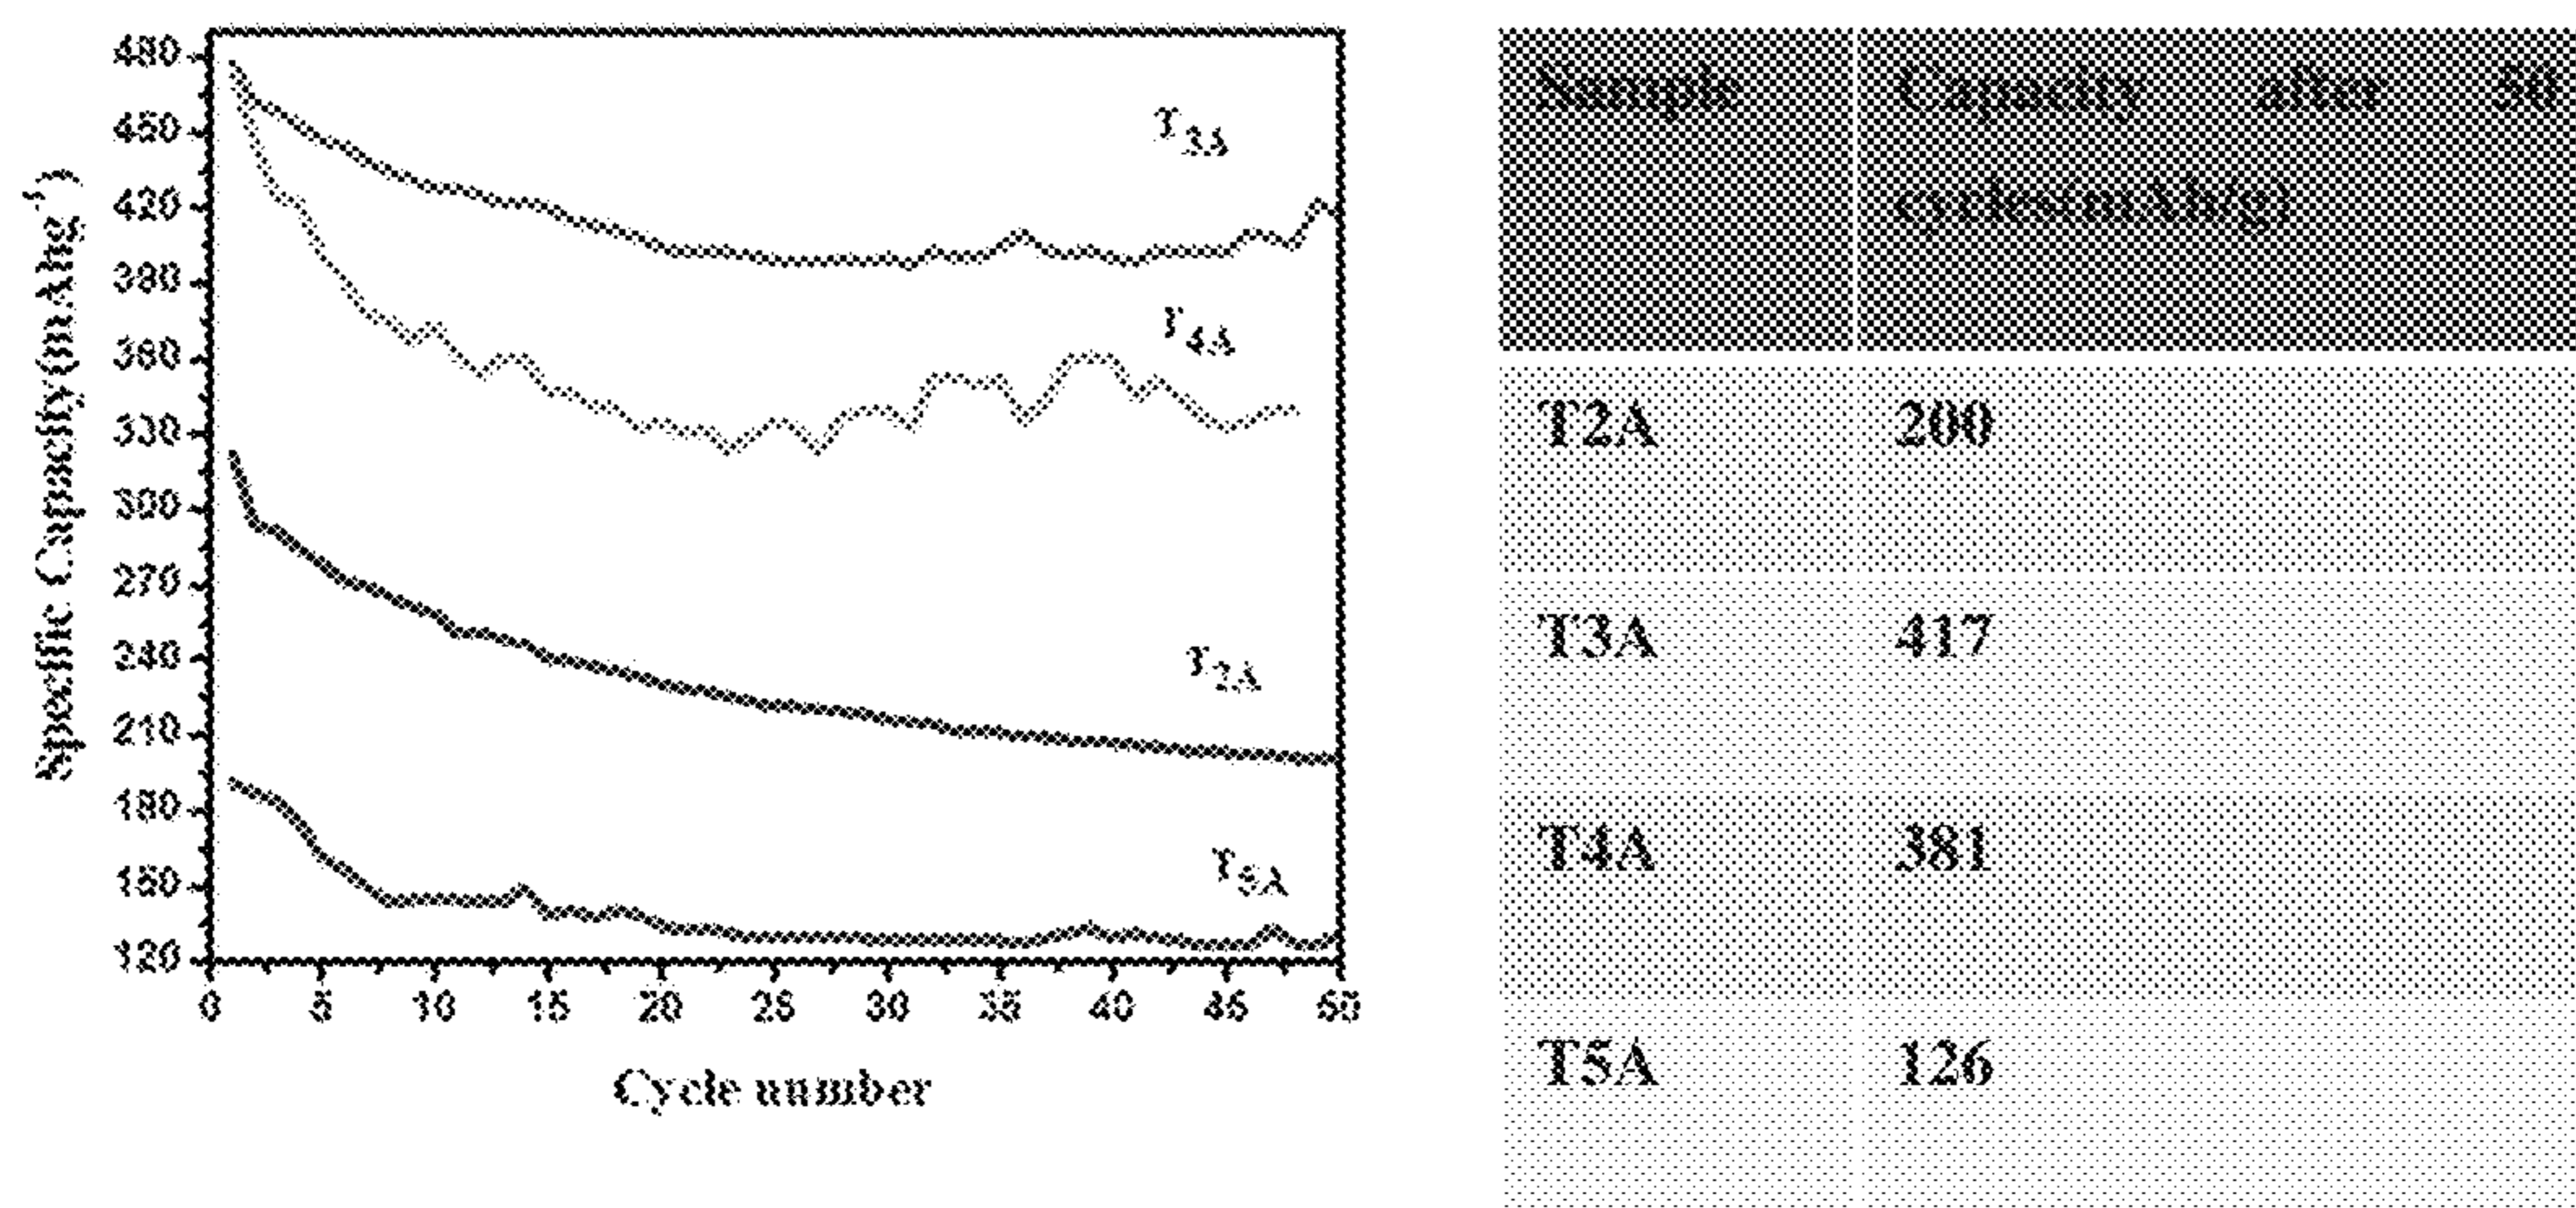 480
450
420
390
360
330
300
270
240
210
180
150
120
Specific Capacity(mAhg⁻¹)
T3A
T4A
T2A
T5A
0 5 10 15 20 25 30 35 40 45 50
Cycle number
Sample Capacity after 50
cycles(mAh/g)
T2A 200
T3A 417
T4A 381
T5A 126